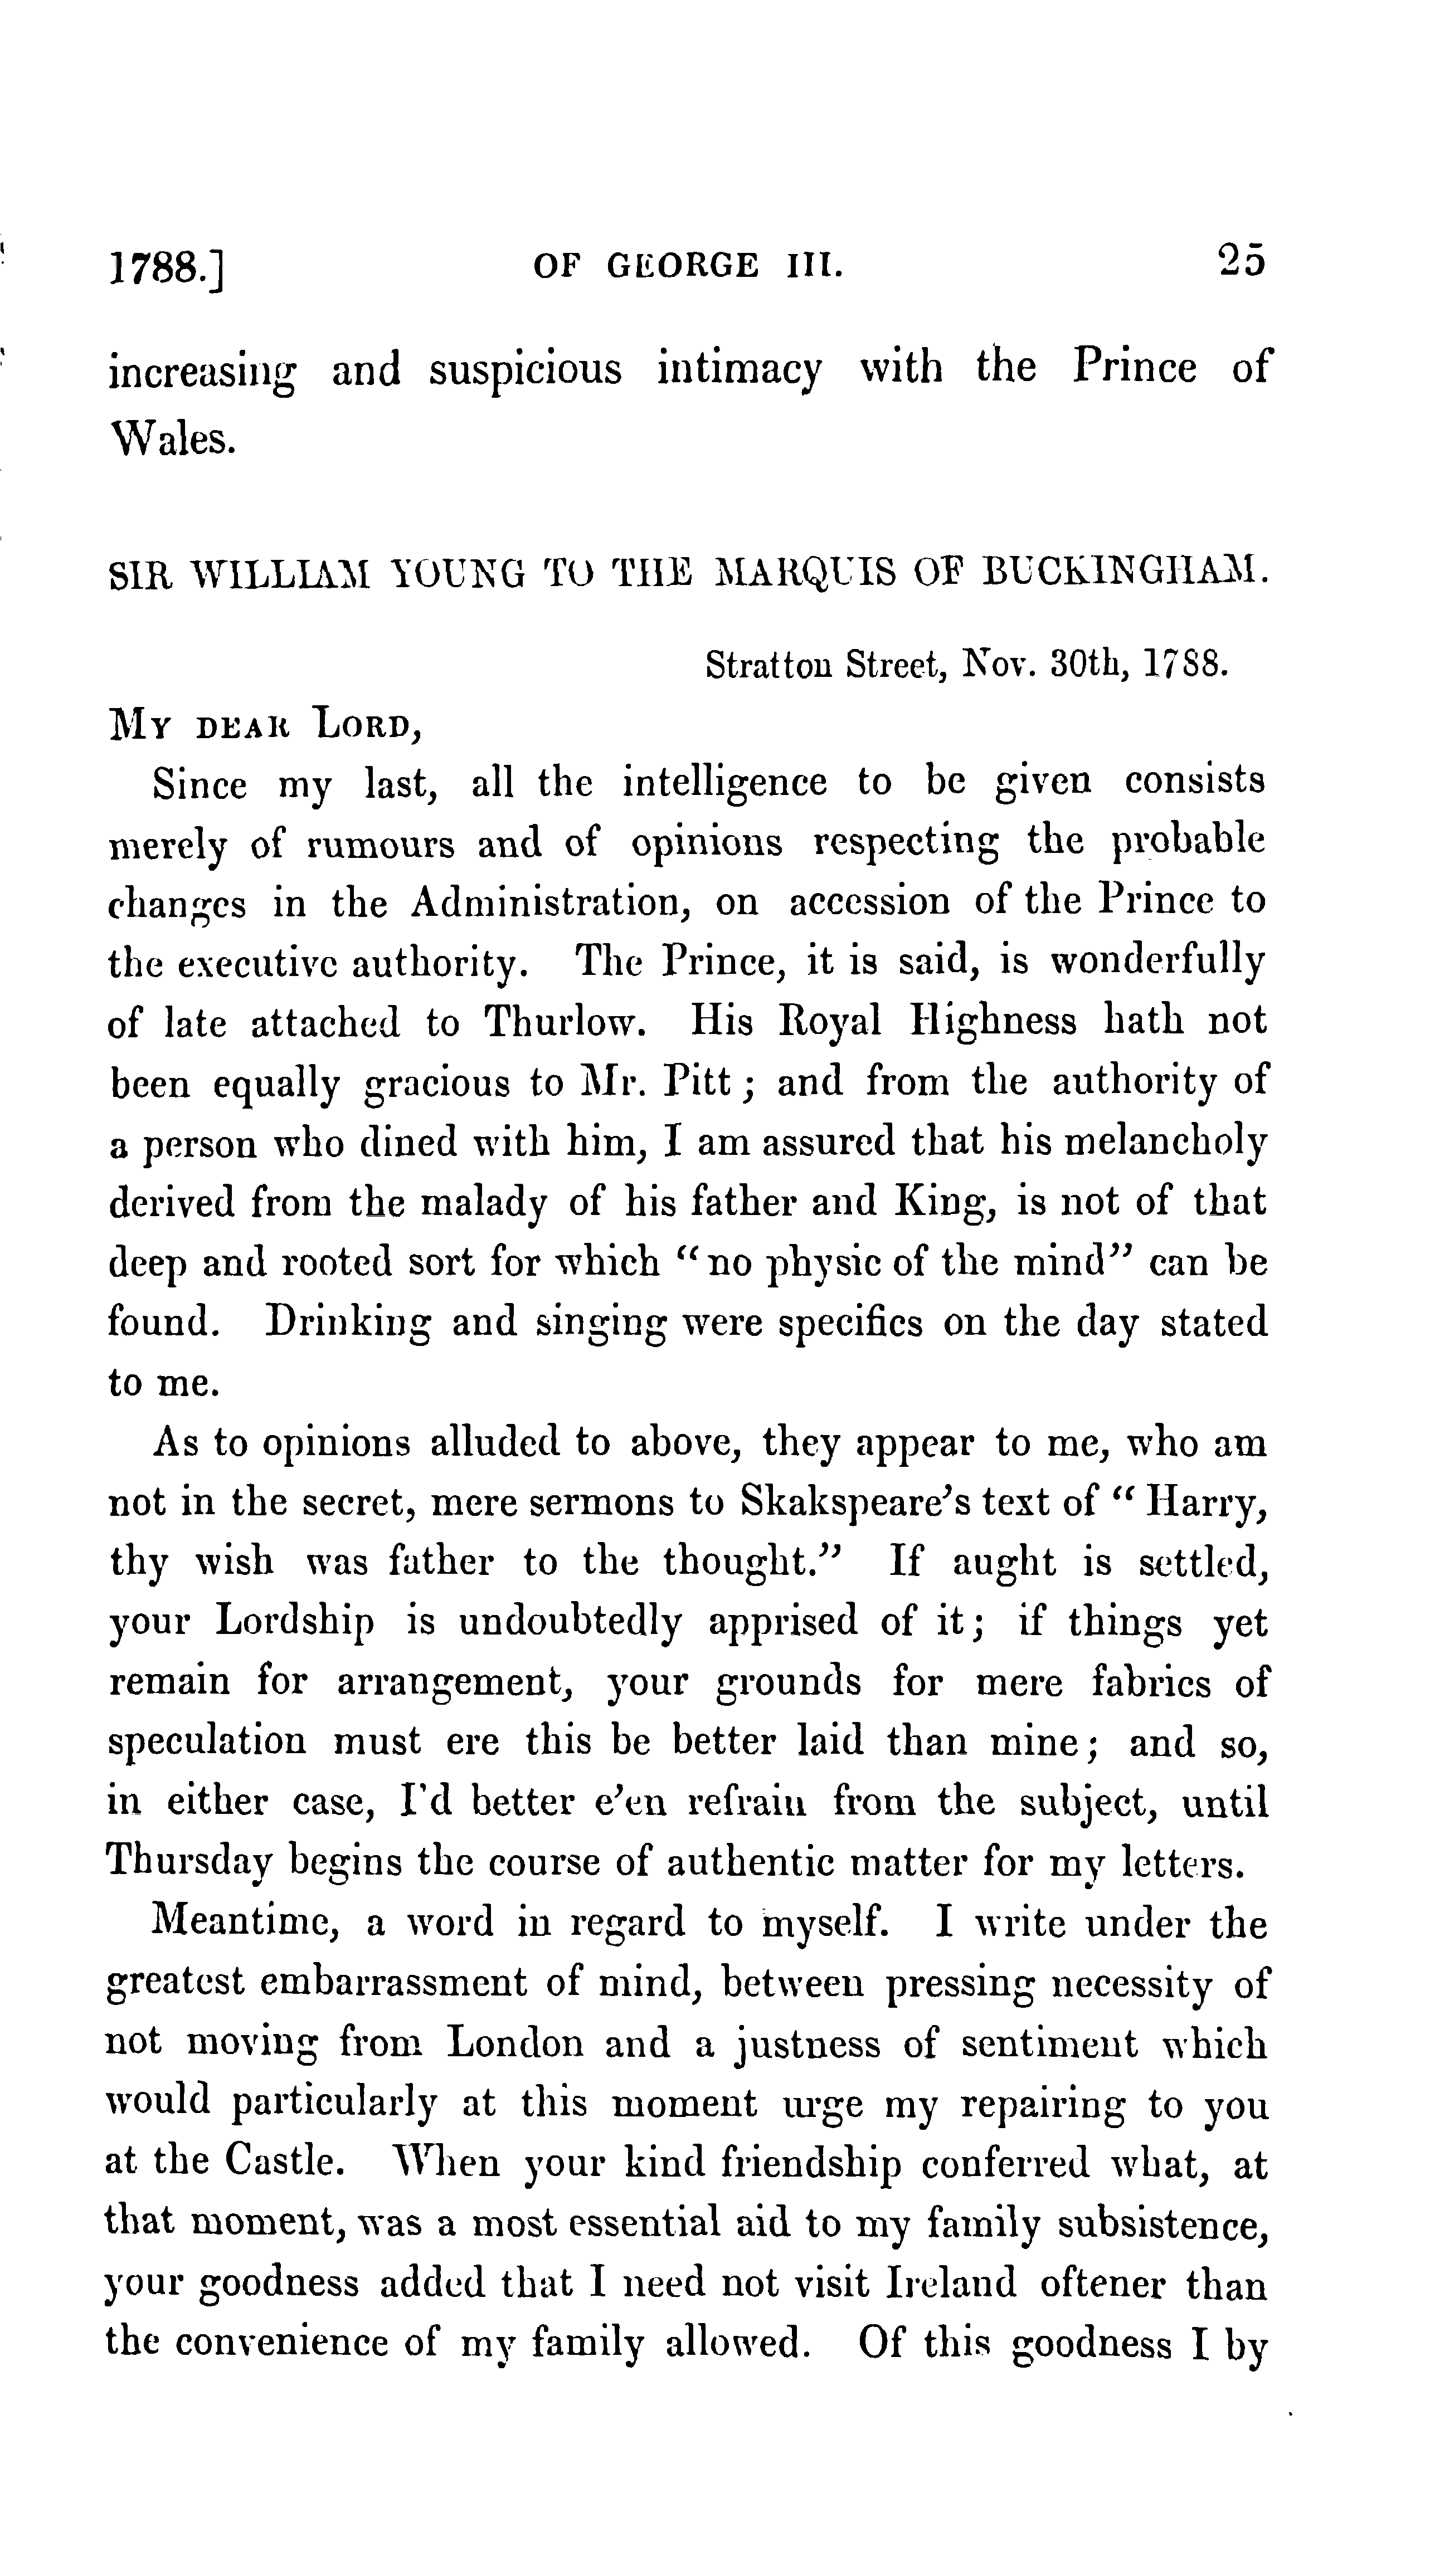 1788.] OF GEORGE III. 25
increasing and suspicious intimacy with the Prince of
Wales.
SIR WILLIAM YOUNG TO THE MARQUIS OF BUCKINGHAM.
Stratton Street, Nov. 30th, 1788.
MY DEAR LORD,
Since my last, all the intelligence to be given consists
merely of rumours and of opinions respecting the probable
changes in the Administration, on accession of the Prince to
the executive authority. The Prince, it is said, is wonderfully
of late attached to Thurlow. His Royal Highness hath not
been equally gracious to Mr. Pitt; and from the authority of
a person who dined with him, I am assured that his melancholy
derived from the malady of his father and King, is not of that
deep and rooted sort for which "no physic of the mind" can be
found. Drinking and singing were specifics on the day stated
to me.
As to opinions alluded to above, they appear to me, who am
not in the secret, mere sermons to Skakspeare's text of "Harry,
thy wish was father to the thought." If aught is settled,
your Lordship is undoubtedly apprised of it; if things yet
remain for arrangement, your grounds for mere fabrics of
speculation must ere this be better laid than mine; and so,
in either case, I'd better e'en refrain from the subject, until
Thursday begins the course of authentic matter for my letters.
Meantime, a word in regard to myself. I write under the
greatest embarrassment of mind, between pressing necessity of
not moving from London and a justness of sentiment which
would particularly at this moment urge my repairing to you
at the Castle. When your kind friendship conferred what, at
that moment, was a most essential aid to my family subsistence,
your goodness added that I need not visit Ireland oftener than
the convenience of my family allowed. Of this goodness I by